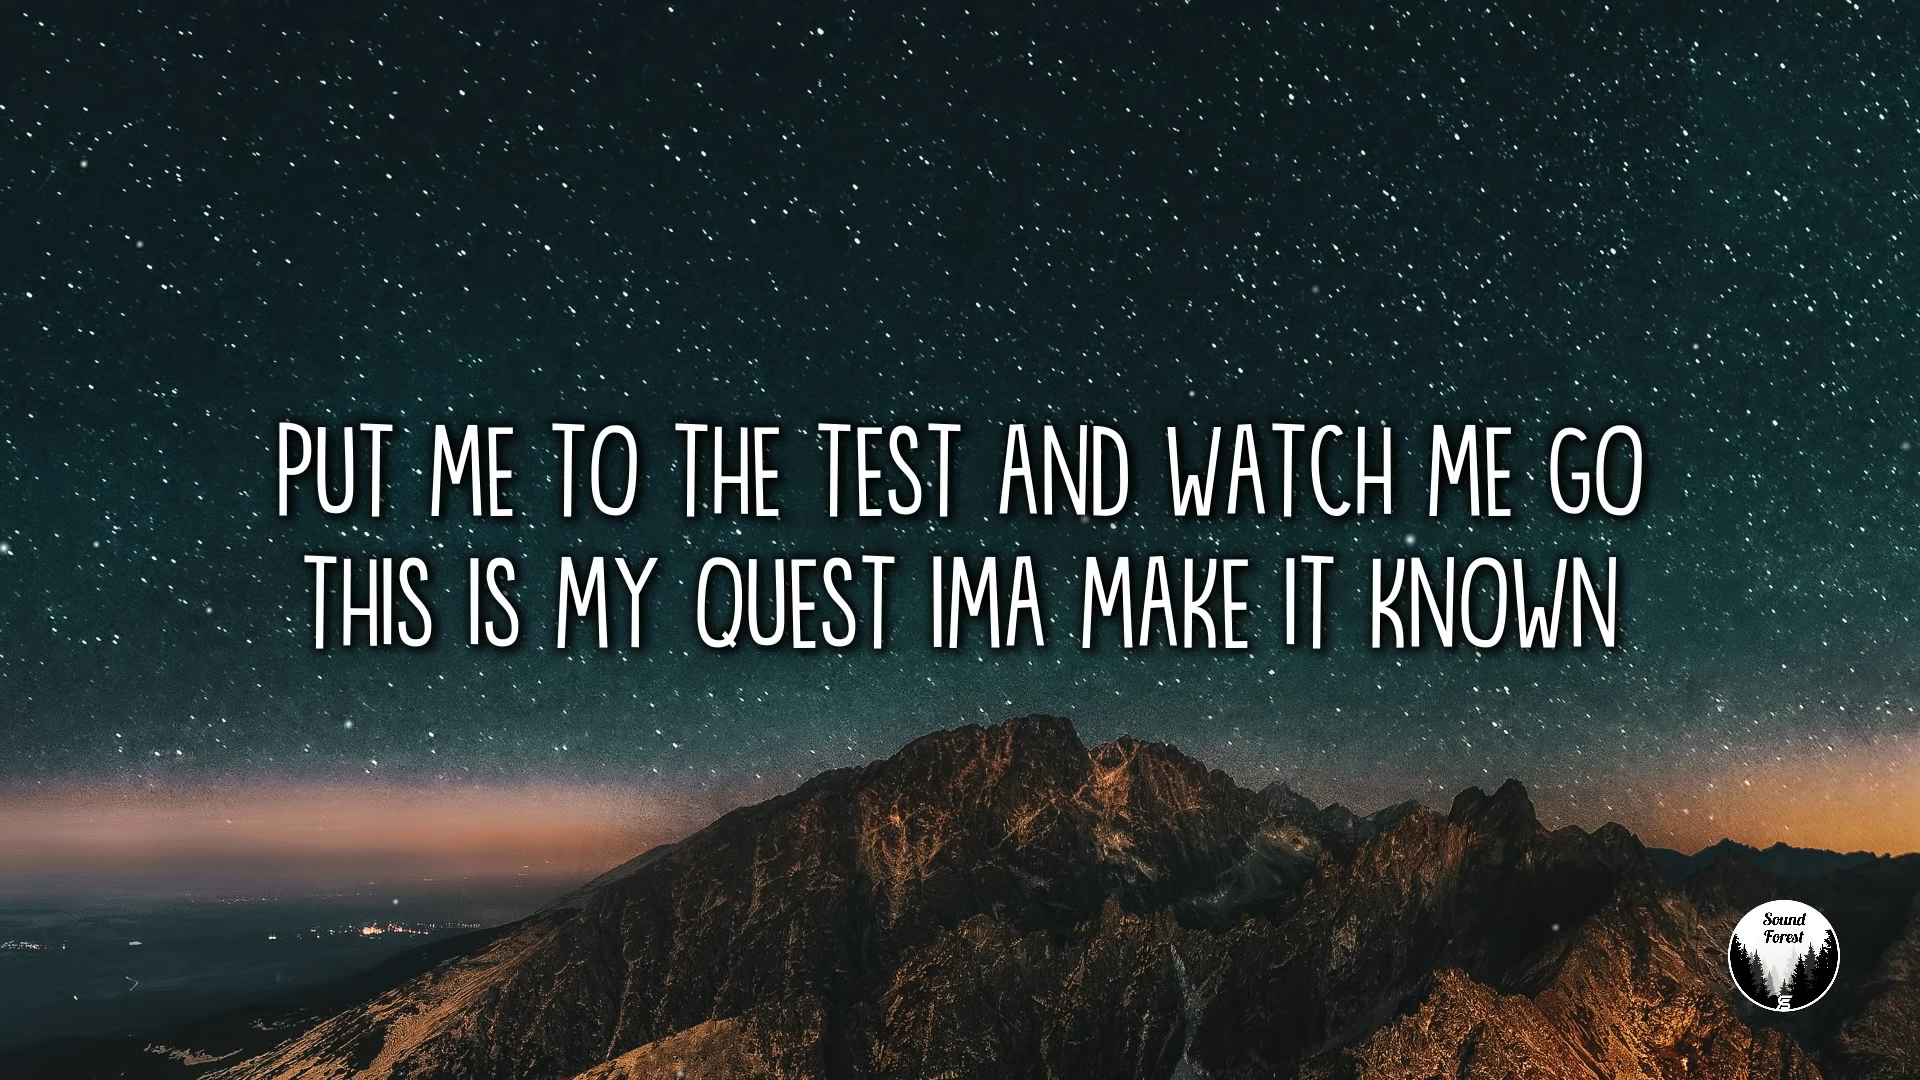 PUT ME TO THE TEST AND WATCH ME GO
THIS IS MY QUEST IMA MAKE IT KNOWN
Sound
Forest